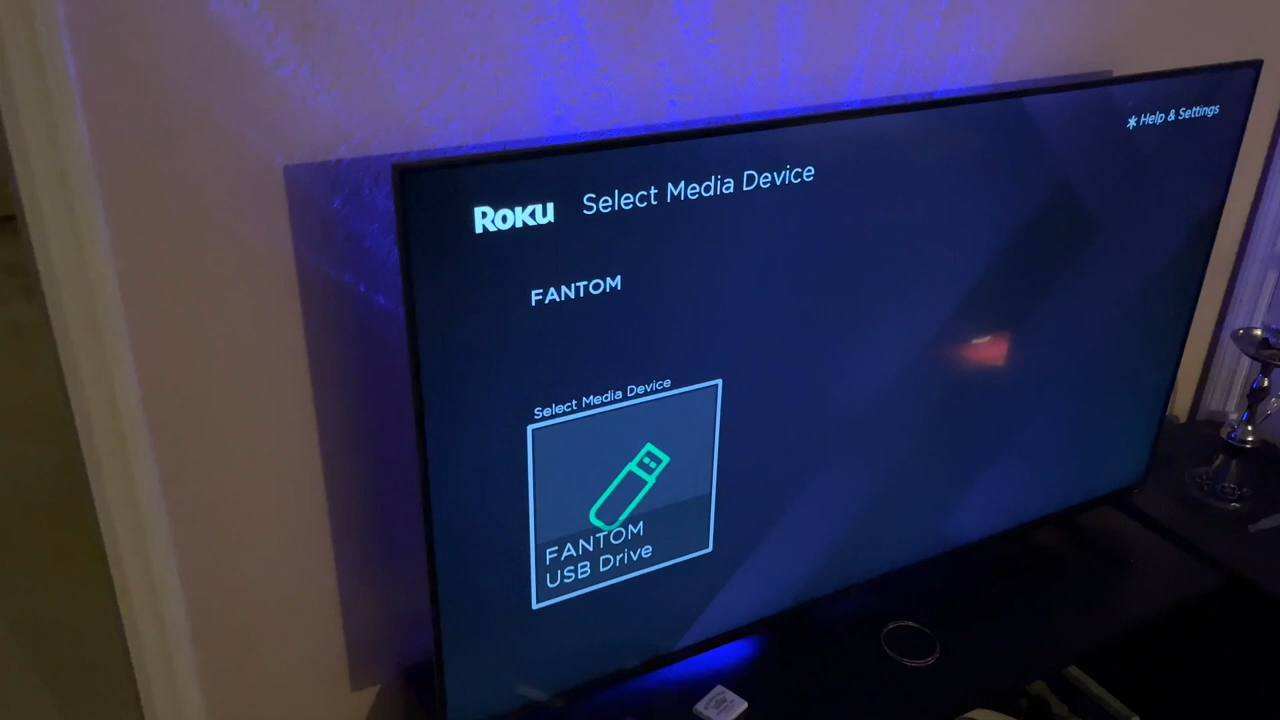 * Help & Settings
Roku Select Media Device
FANTOM
Select Media Device
FANTOM
USB Drive